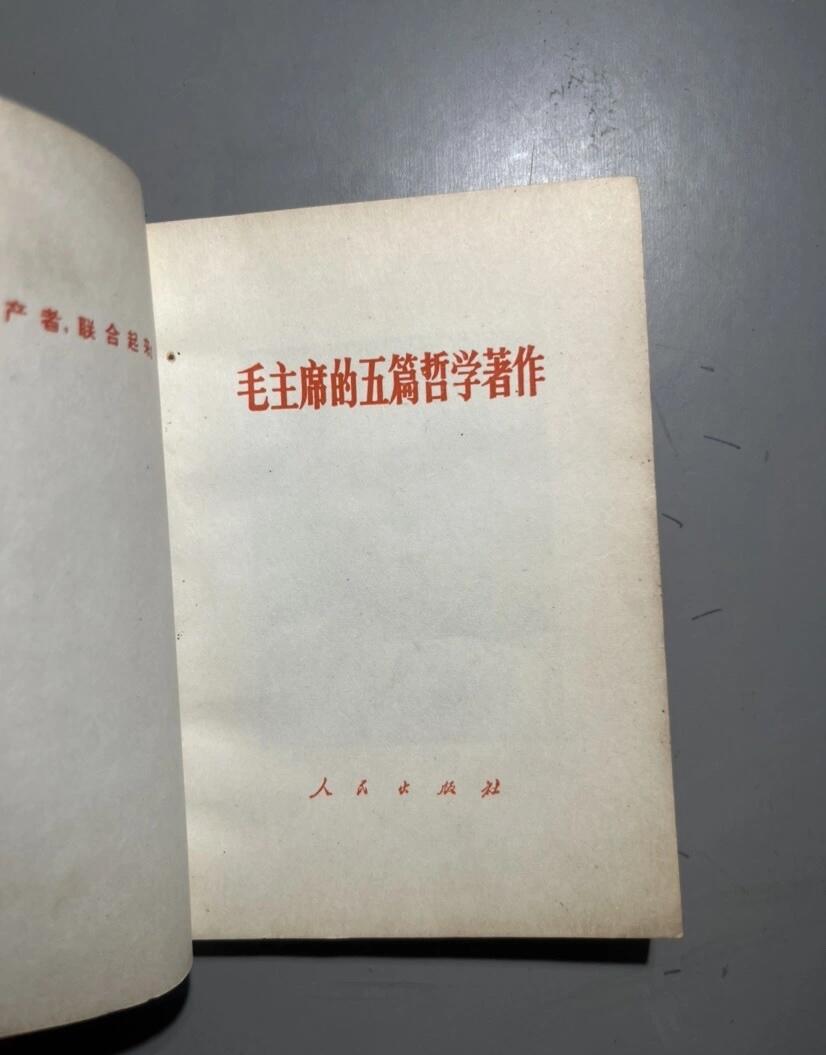 产者，联合起来
毛主席的五篇哲学著作
人民出版社